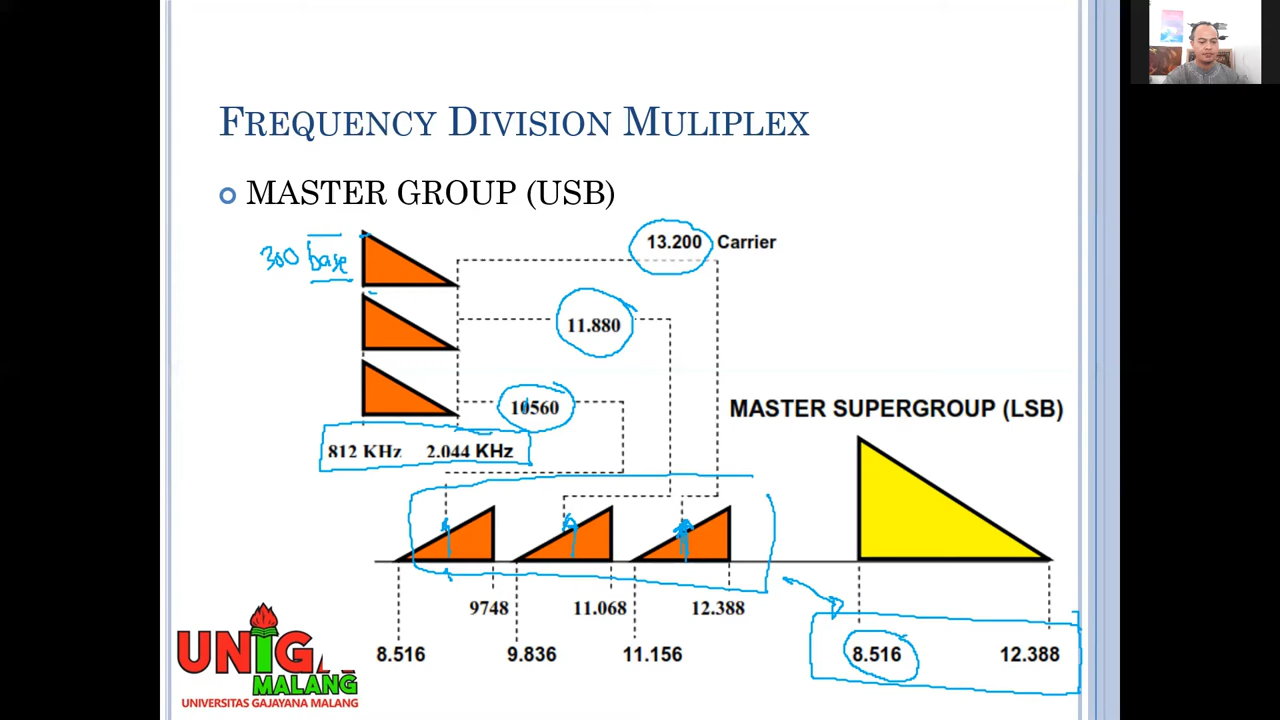 FREQUENCY DIVISION MULIPLEX
MASTER GROUP (USB)
300 base
13.200 Carrier
11.880
10560
812 KHz 2.044 KHz
MASTER SUPERGROUP (LSB)
9748 11.068 12.388
8.516 9.836 11.156 8.516 12.388
UNIGA
MALANG
UNIVERSITAS GAJAYANA MALANG